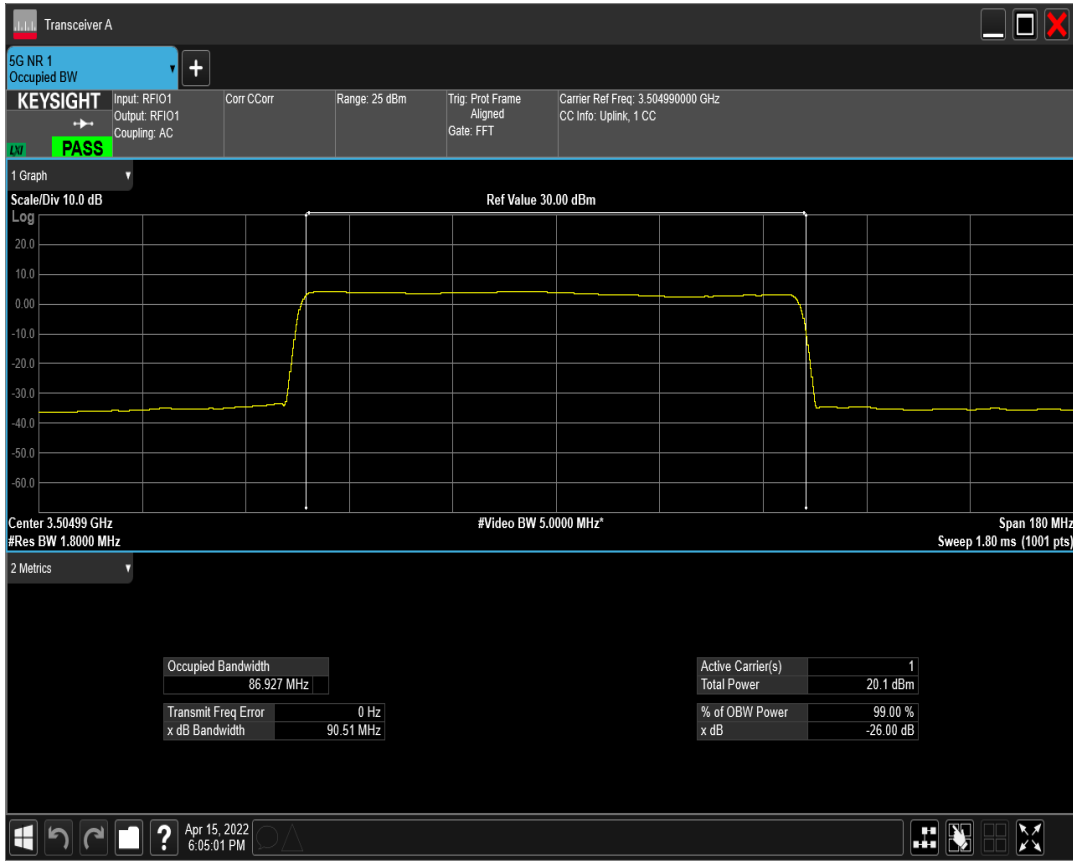 Transceiver A
5G NR 1
Occupied BW
KEYSIGHT
LXI
PASS
Input: RFIO1
Output: RFIO1
Coupling: AC
Corr CCorr
Range: 25 dBm
Trig: Prot Frame
Aligned
Gate: FFT
Carrier Ref Freq: 3.504990000 GHz
CC Info: Uplink, 1 CC
1 Graph
Scale/Div 10.0 dB
Ref Value 30.00 dBm
Log
20.0
10.0
0.00
-10.0
-20.0
-30.0
-40.0
-50.0
-60.0
Center 3.50499 GHz
#Video BW 5.0000 MHz*
Span 180 MHz
#Res BW 1.8000 MHz
Sweep 1.80 ms (1001 pts)
2 Metrics
Occupied Bandwidth
86.927 MHz
Transmit Freq Error 0 Hz
x dB Bandwidth 90.51 MHz
Active Carrier(s) 1
Total Power 20.1 dBm
% of OBW Power 99.00 %
x dB -26.00 dB
?
Apr 15, 2022
6:05:01 PM